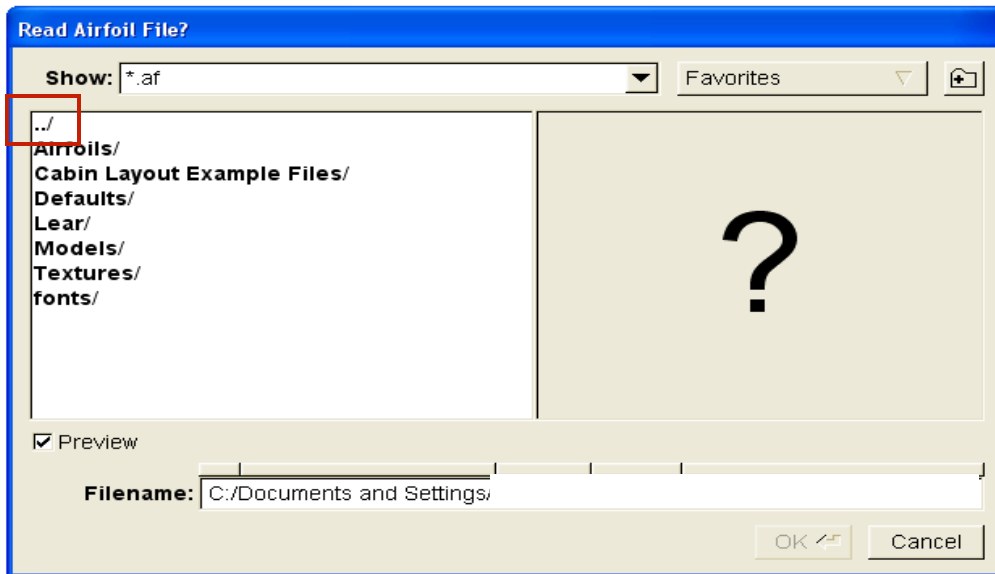 Read Airfoil File?
Show: *.af Favorites
../
Airfoils/
Cabin Layout Example Files/
Defaults/
Lear/
Models/
Textures/
fonts/
?
Preview
Filename: C:/Documents and Settings/
OK Cancel